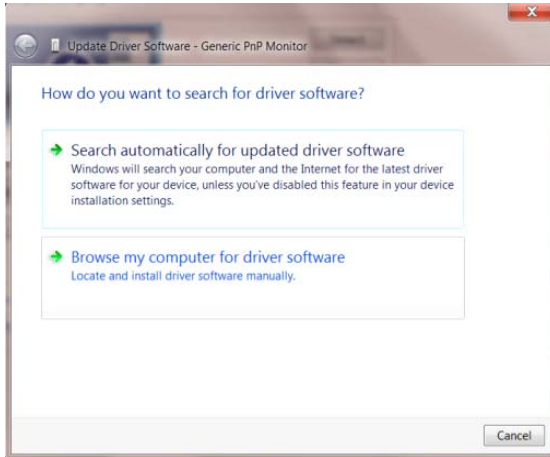 Update Driver Software - Generic PnP Monitor
How do you want to search for driver software?
Search automatically for updated driver software
Windows will search your computer and the Internet for the latest driver
software for your device, unless you've disabled this feature in your device
installation settings.
Browse my computer for driver software
Locate and install driver software manually.
Cancel